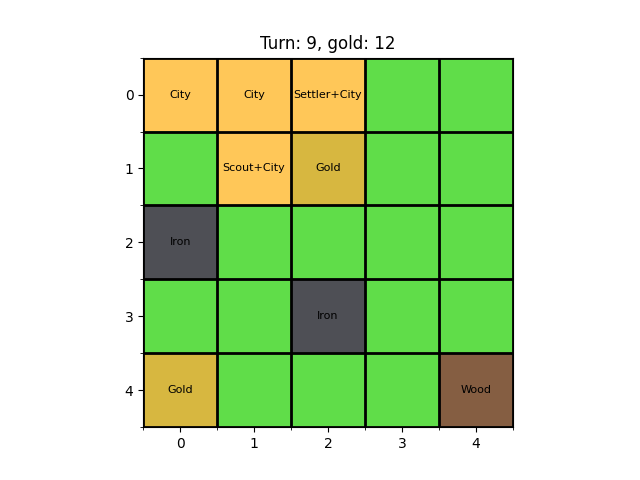 Turn: 9, gold: 12
0 City City Settler+City
1 Scout+City Gold
2 Iron
3 Iron
4 Gold Wood
0 1 2 3 4